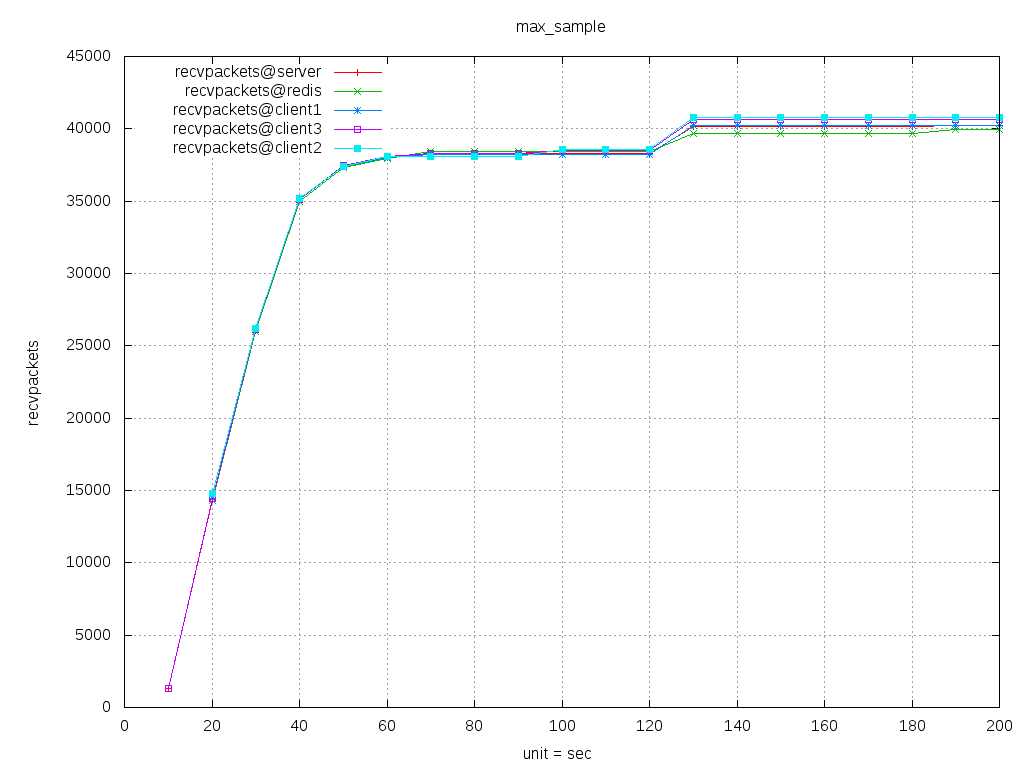 max_sample
recvpackets@server
recvpackets@redis
recvpackets@client1
recvpackets@client3
recvpackets@client2
45000
40000
35000
30000
25000
20000
15000
10000
5000
0
recvpackets
0 20 40 60 80 100 120 140 160 180 200
unit = sec